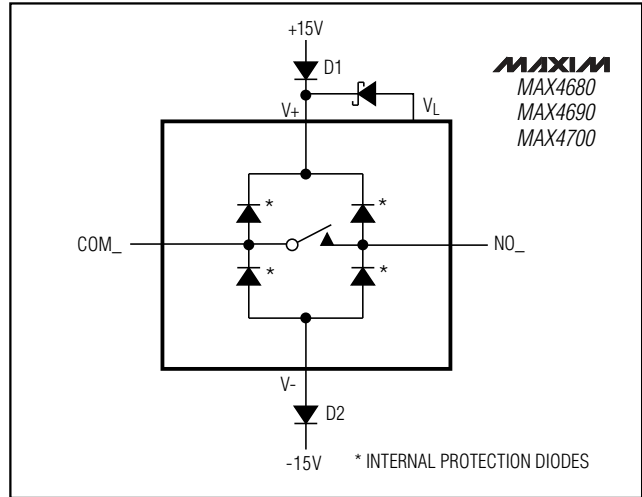 +15V
D1
MAXIM
MAX4680
MAX4690
MAX4700
V+
VL
*
*
COM_
NO_
*
*
V-
D2
-15V
* INTERNAL PROTECTION DIODES